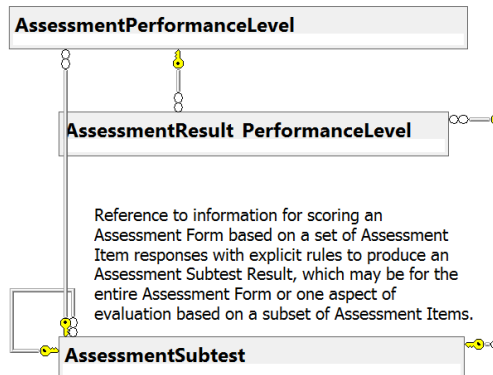 AssessmentPerformanceLevel
AssessmentResult_PerformanceLevel
Reference to information for scoring an
Assessment Form based on a set of Assessment
Item responses with explicit rules to produce an
Assessment Subtest Result, which may be for the
entire Assessment Form or one aspect of
evaluation based on a subset of Assessment Items.
AssessmentSubtest